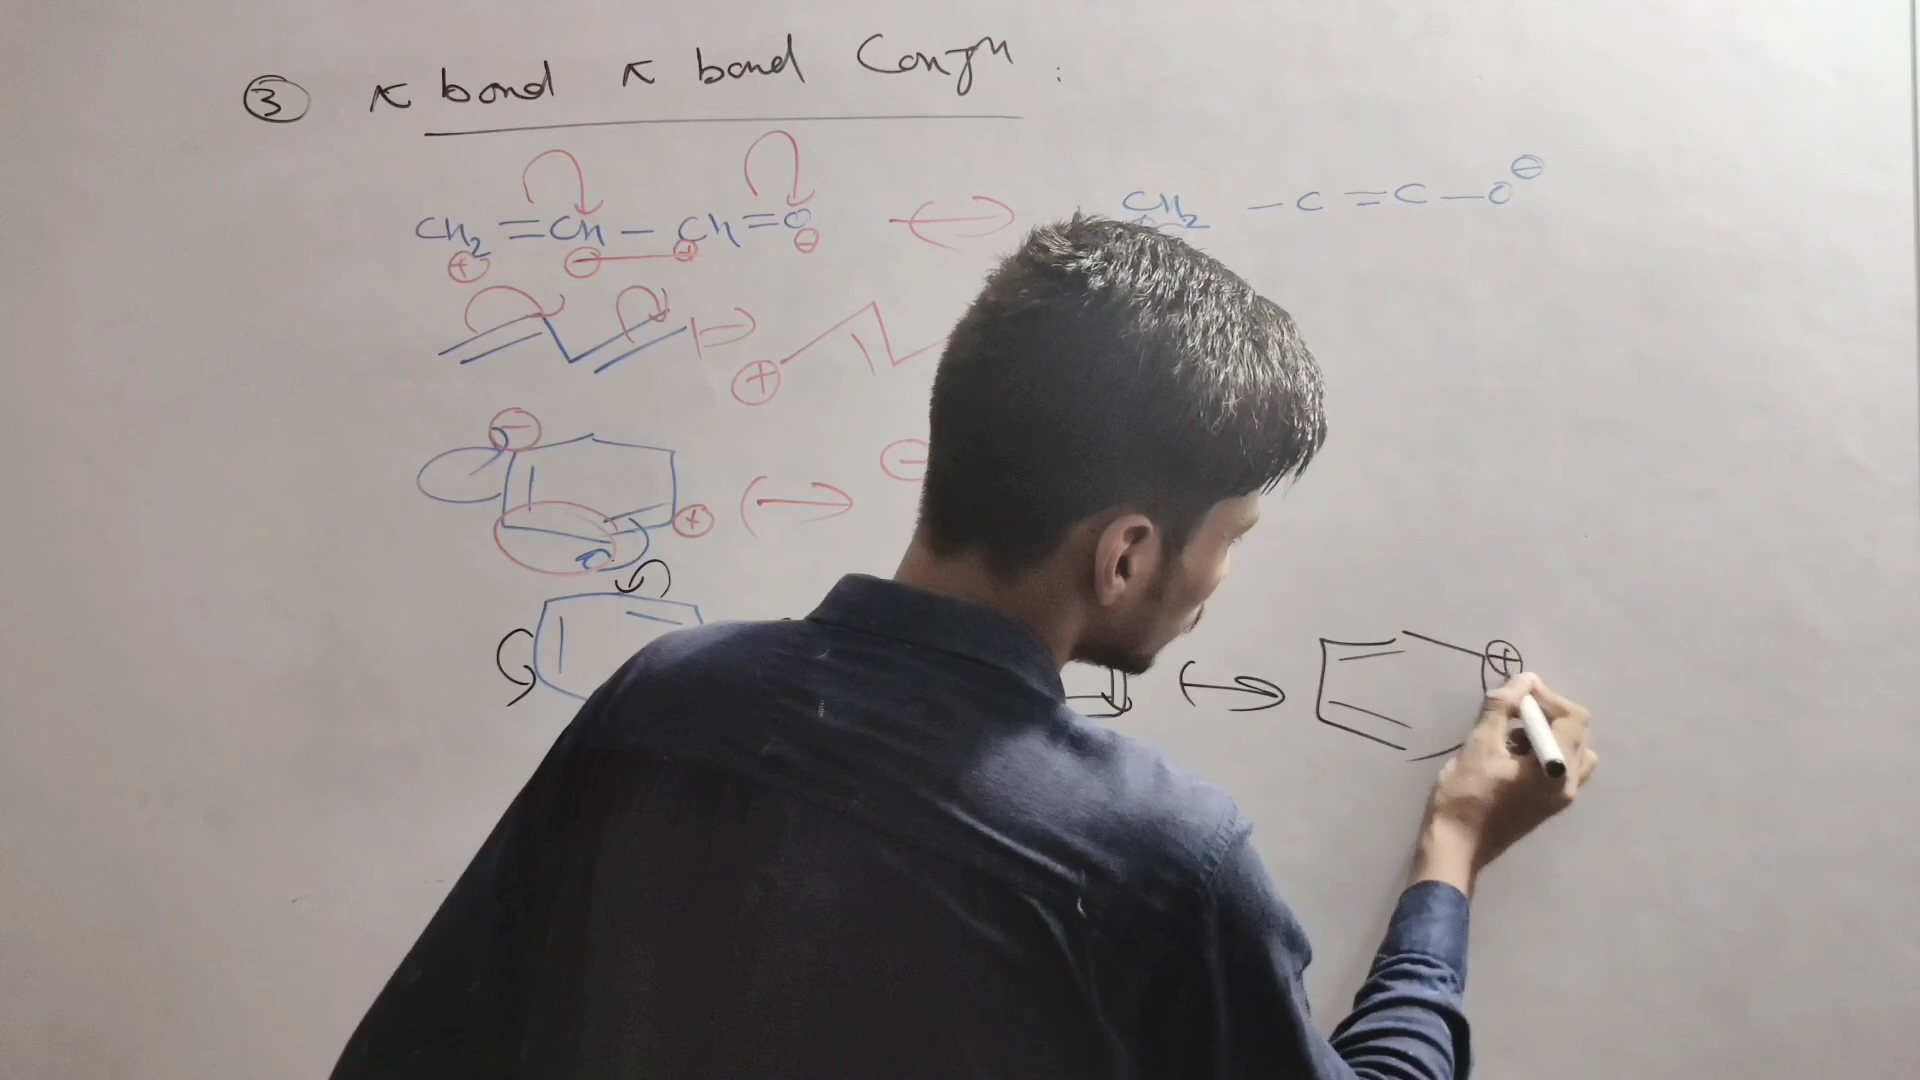 ③ π bond π bond Conjn :
CH₂ = CH – CH = O ↔ CH₂ – C = C – O⊖
⊕ ⊖ ⊕ ⊖
⊕
⊖ ⊖
⊕
⊕